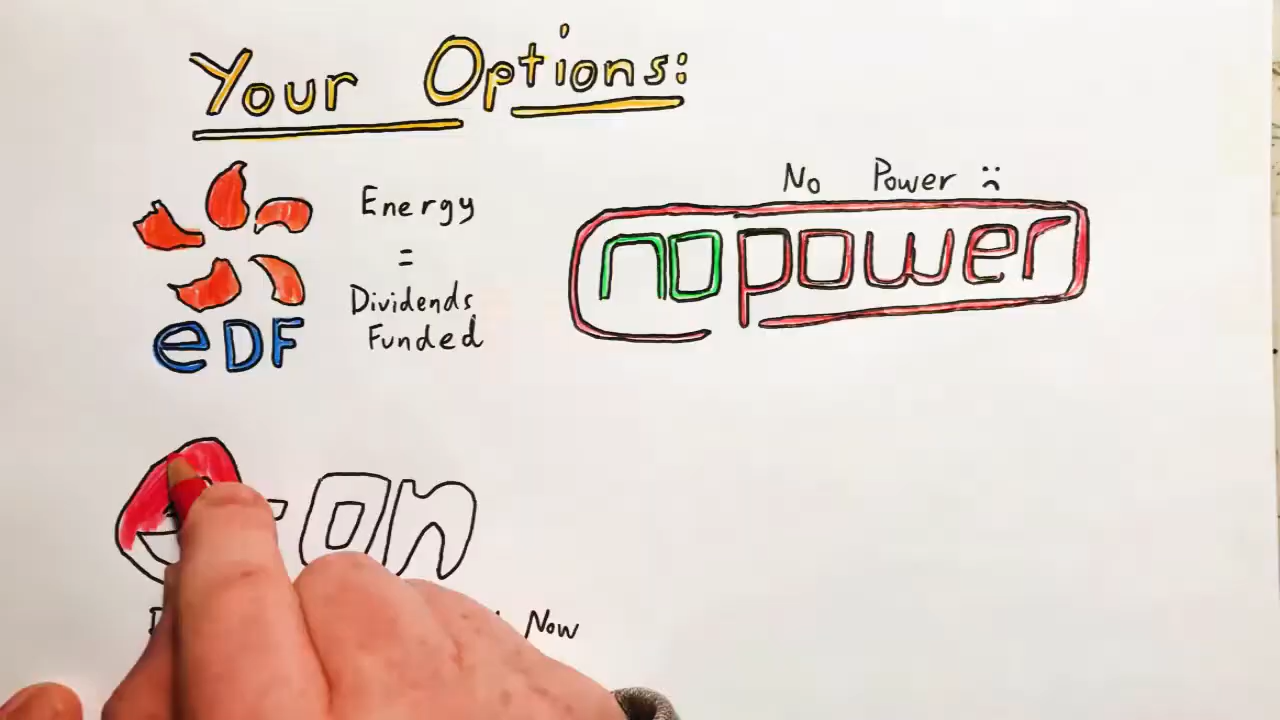 Your Options:
Energy
=
Dividends
Funded
eDF
No Power :(
nopower
e-on
Now